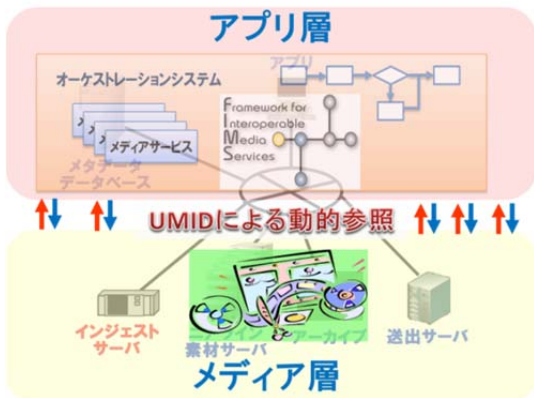 アプリ層
アプリ
オーケストレーションシステム
Framework for
Interoperable
Media
Services
メディアサービス
メタデータ
データベース
UMIDによる動的参照
インジェスト
サーバ
素材サーバ
アーカイブ
送出サーバ
メディア層